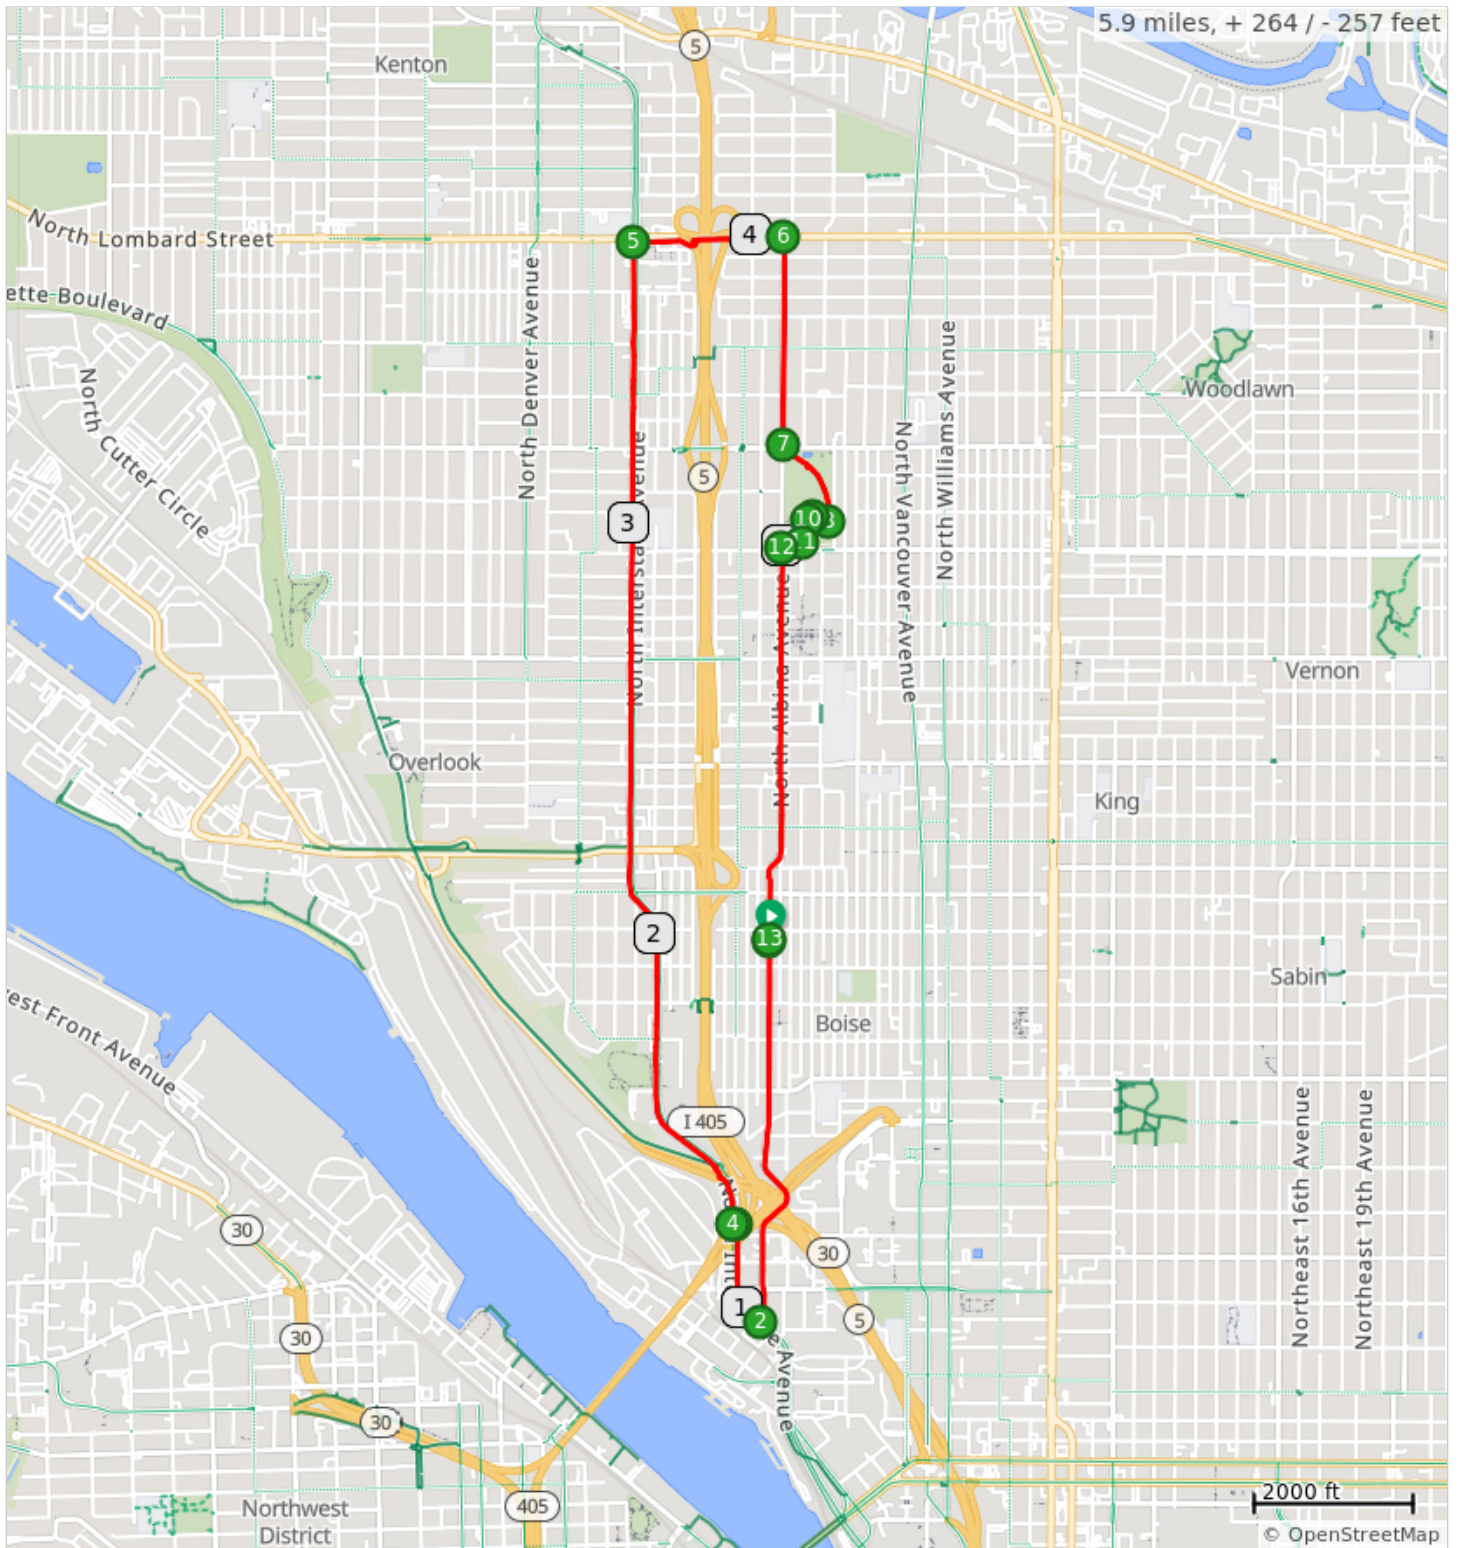 5.9 miles, + 264 / - 257 feet
5
Kenton
North Lombard Street
5
4
6
ette Boulevard
North Denver Avenue
North Cutter Circle
Woodlawn
North Williams Avenue
North Vancouver Avenue
7
5
3
10
11
12
Vernon
Overlook
North Albina Avenue
King
2
13
Sabin
est Front Avenue
Boise
I 405
Northeast 16th Avenue
Northeast 19th Avenue
4
30
30
1
2
5
30
Avenue
30
405
Northwest
District
2000 ft
© OpenStreetMap